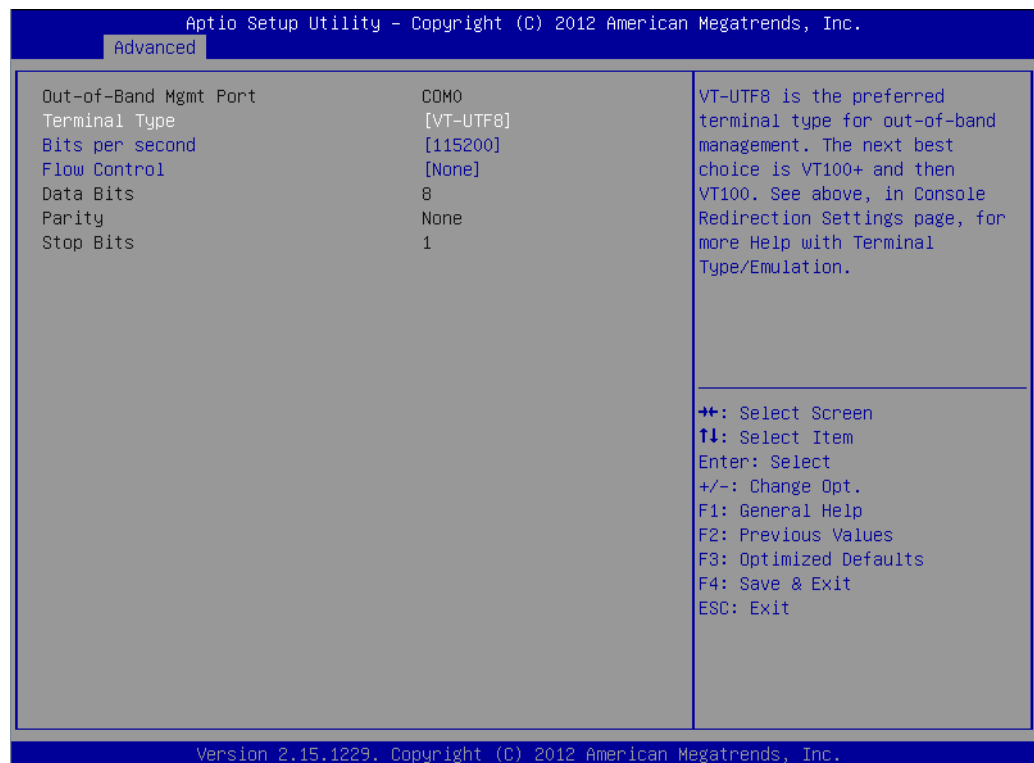 Aptio Setup Utility – Copyright (C) 2012 American Megatrends, Inc.
Advanced
Out-of-Band Mgmt Port COM0
Terminal Type [VT-UTF8]
Bits per second [115200]
Flow Control [None]
Data Bits 8
Parity None
Stop Bits 1
VT-UTF8 is the preferred
terminal type for out-of-band
management. The next best
choice is VT100+ and then
VT100. See above, in Console
Redirection Settings page, for
more Help with Terminal
Type/Emulation.
→←: Select Screen
↑↓: Select Item
Enter: Select
+/-: Change Opt.
F1: General Help
F2: Previous Values
F3: Optimized Defaults
F4: Save & Exit
ESC: Exit
Version 2.15.1229. Copyright (C) 2012 American Megatrends, Inc.